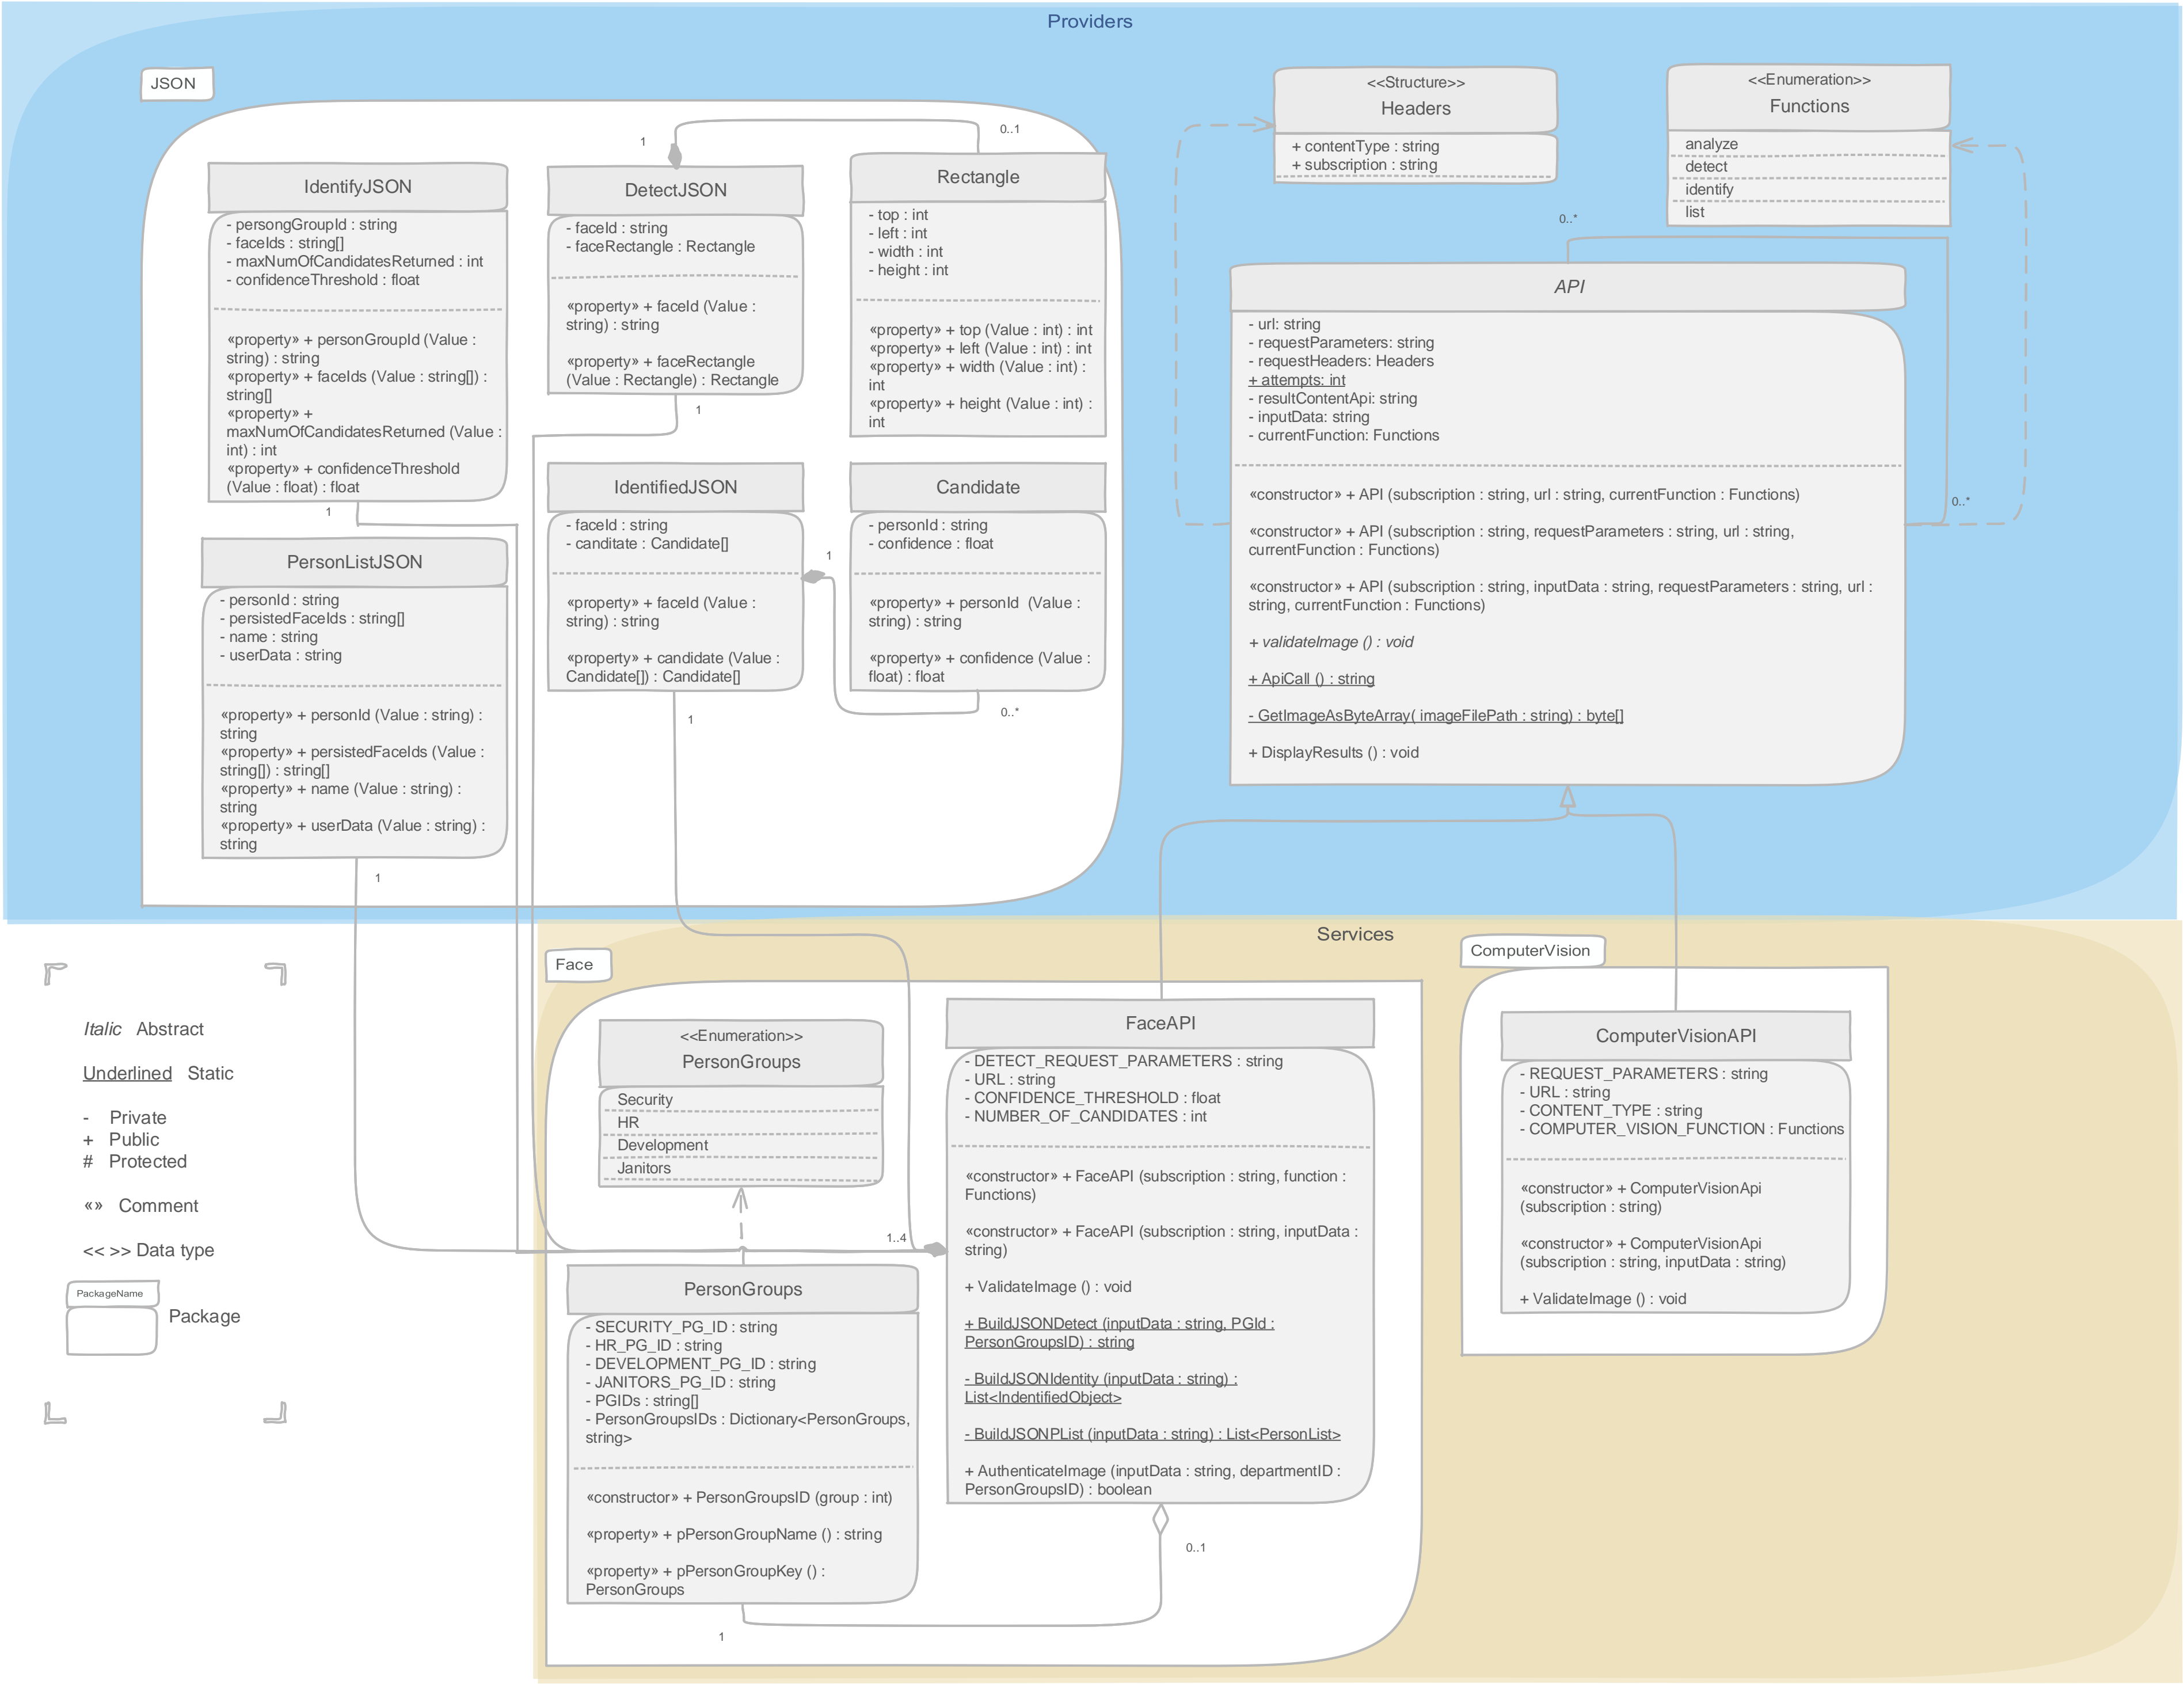 Providers
JSON
1
0..1
IdentifyJSON
- persongGroupId : string
- faceIds : string[]
- maxNumOfCandidatesReturned : int
- confidenceThreshold : float
«property» + personGroupId (Value :
string) : string
«property» + faceIds (Value : string[]) :
string[]
«property» +
maxNumOfCandidatesReturned (Value :
int) : int
«property» + confidenceThreshold
(Value : float) : float
1
DetectJSON
- faceId : string
- faceRectangle : Rectangle
«property» + faceId (Value :
string) : string
«property» + faceRectangle
(Value : Rectangle) : Rectangle
1
Rectangle
- top : int
- left : int
- width : int
- height : int
«property» + top (Value : int) : int
«property» + left (Value : int) : int
«property» + width (Value : int) :
int
«property» + height (Value : int) :
int
PersonListJSON
- personId : string
- persistedFaceIds : string[]
- name : string
- userData : string
«property» + personId (Value : string) :
string
«property» + persistedFaceIds (Value :
string[]) : string[]
«property» + name (Value : string) :
string
«property» + userData (Value : string) :
string
1
IdentifiedJSON
- faceId : string
- canditate : Candidate[]
«property» + faceId (Value :
string) : string
«property» + candidate (Value :
Candidate[]) : Candidate[]
1
1
Candidate
- personId : string
- confidence : float
«property» + personId (Value :
string) : string
«property» + confidence (Value :
float) : float
0..*
<<Structure>>
Headers
+ contentType : string
+ subscription : string
<<Enumeration>>
Functions
analyze
detect
identify
list
0..*
API
- url: string
- requestParameters: string
- requestHeaders: Headers
+ attempts: int
- resultContentApi: string
- inputData: string
- currentFunction: Functions
«constructor» + API (subscription : string, url : string, currentFunction : Functions)
«constructor» + API (subscription : string, requestParameters : string, url : string,
currentFunction : Functions)
«constructor» + API (subscription : string, inputData : string, requestParameters : string, url :
string, currentFunction : Functions)
+ validateImage () : void
+ ApiCall () : string
- GetImageAsByteArray( imageFilePath : string) : byte[]
+ DisplayResults () : void
0..*
Services
Face
<<Enumeration>>
PersonGroups
Security
HR
Development
Janitors
1..4
PersonGroups
- SECURITY_PG_ID : string
- HR_PG_ID : string
- DEVELOPMENT_PG_ID : string
- JANITORS_PG_ID : string
- PGIDs : string[]
- PersonGroupsIDs : Dictionary<PersonGroups,
string>
«constructor» + PersonGroupsID (group : int)
«property» + pPersonGroupName () : string
«property» + pPersonGroupKey () :
PersonGroups
1
FaceAPI
- DETECT_REQUEST_PARAMETERS : string
- URL : string
- CONFIDENCE_THRESHOLD : float
- NUMBER_OF_CANDIDATES : int
«constructor» + FaceAPI (subscription : string, function :
Functions)
«constructor» + FaceAPI (subscription : string, inputData :
string)
+ ValidateImage () : void
+ BuildJSONDetect (inputData : string, PGId :
PersonGroupsID) : string
- BuildJSONIdentity (inputData : string) :
List<IndentifiedObject>
- BuildJSONPList (inputData : string) : List<PersonList>
+ AuthenticateImage (inputData : string, departmentID :
PersonGroupsID) : boolean
0..1
ComputerVision
ComputerVisionAPI
- REQUEST_PARAMETERS : string
- URL : string
- CONTENT_TYPE : string
- COMPUTER_VISION_FUNCTION : Functions
«constructor» + ComputerVisionApi
(subscription : string)
«constructor» + ComputerVisionApi
(subscription : string, inputData : string)
+ ValidateImage () : void
Italic Abstract
Underlined Static
- Private
+ Public
# Protected
«» Comment
<< >> Data type
PackageName
Package